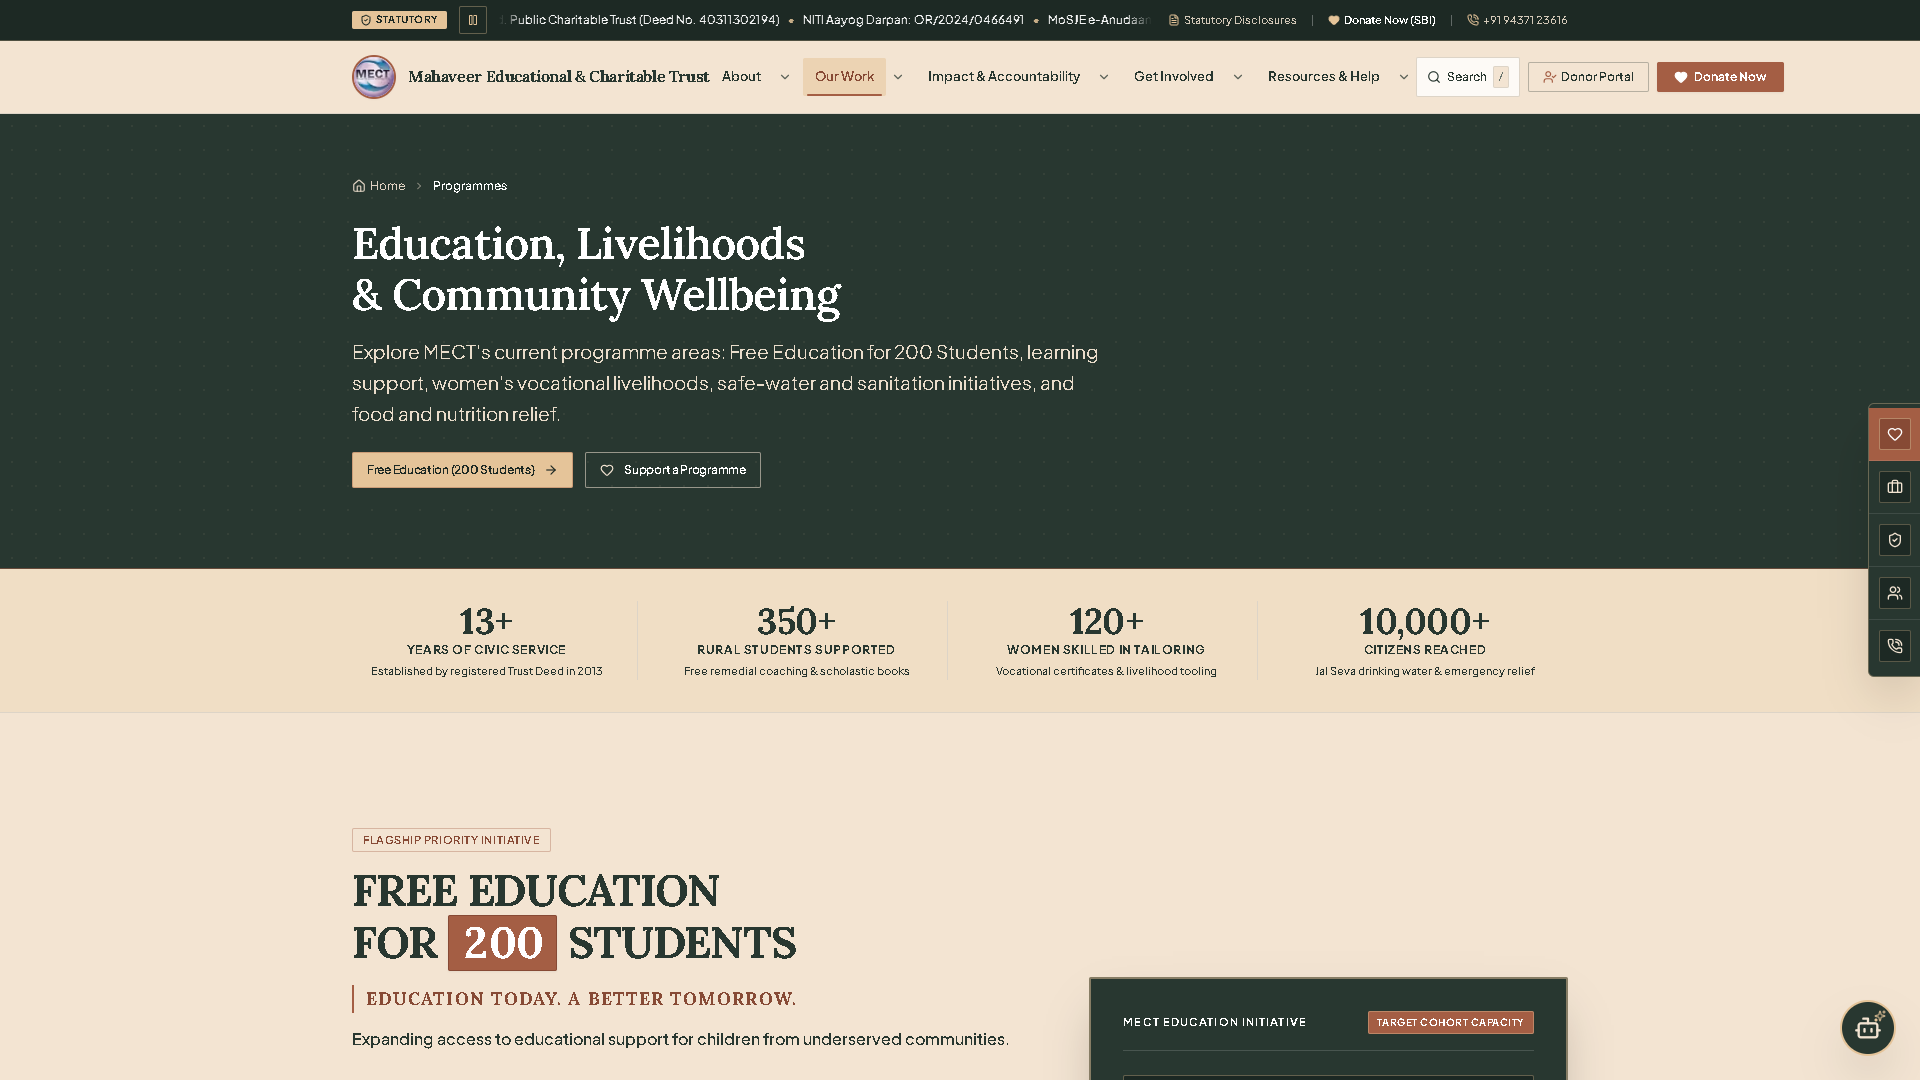 STATUTORY
. Public Charitable Trust (Deed No. 40311302194) • NITI Aayog Darpan: OR/2024/0466491 • MoSJE e-Anudaan
Statutory Disclosures
Donate Now (SBI)
+91 94371 23616
MECT
Mahaveer Educational & Charitable Trust
About
Our Work
Impact & Accountability
Get Involved
Resources & Help
Search /
Donor Portal
Donate Now
Home > Programmes
Education, Livelihoods
& Community Wellbeing
Explore MECT's current programme areas: Free Education for 200 Students, learning
support, women's vocational livelihoods, safe-water and sanitation initiatives, and
food and nutrition relief.
Free Education (200 Students)
Support a Programme
13+
YEARS OF CIVIC SERVICE
Established by registered Trust Deed in 2013
350+
RURAL STUDENTS SUPPORTED
Free remedial coaching & scholastic books
120+
WOMEN SKILLED IN TAILORING
Vocational certificates & livelihood tooling
10,000+
CITIZENS REACHED
Jal Seva drinking water & emergency relief
FLAGSHIP PRIORITY INITIATIVE
FREE EDUCATION
FOR 200 STUDENTS
EDUCATION TODAY. A BETTER TOMORROW.
Expanding access to educational support for children from underserved communities.
MECT EDUCATION INITIATIVE
TARGET COHORT CAPACITY